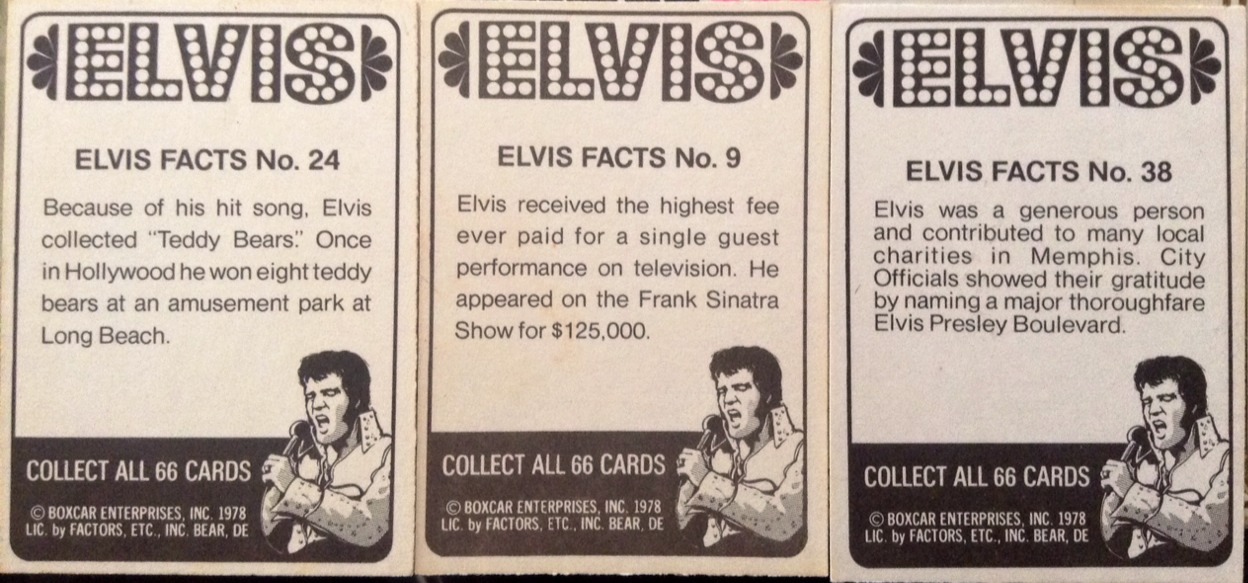 ELVIS
ELVIS FACTS No. 24
Because of his hit song, Elvis
collected "Teddy Bears." Once
in Hollywood he won eight teddy
bears at an amusement park at
Long Beach.
COLLECT ALL 66 CARDS
© BOXCAR ENTERPRISES, INC. 1978
LIC. by FACTORS, ETC., INC. BEAR, DE
ELVIS
ELVIS FACTS No. 9
Elvis received the highest fee
ever paid for a single guest
performance on television. He
appeared on the Frank Sinatra
Show for $125,000.
COLLECT ALL 66 CARDS
© BOXCAR ENTERPRISES, INC. 1978
LIC. by FACTORS, ETC., INC. BEAR, DE
ELVIS
ELVIS FACTS No. 38
Elvis was a generous person
and contributed to many local
charities in Memphis. City
Officials showed their gratitude
by naming a major thoroughfare
Elvis Presley Boulevard.
COLLECT ALL 66 CARDS
© BOXCAR ENTERPRISES, INC. 1978
LIC. by FACTORS, ETC., INC. BEAR, DE